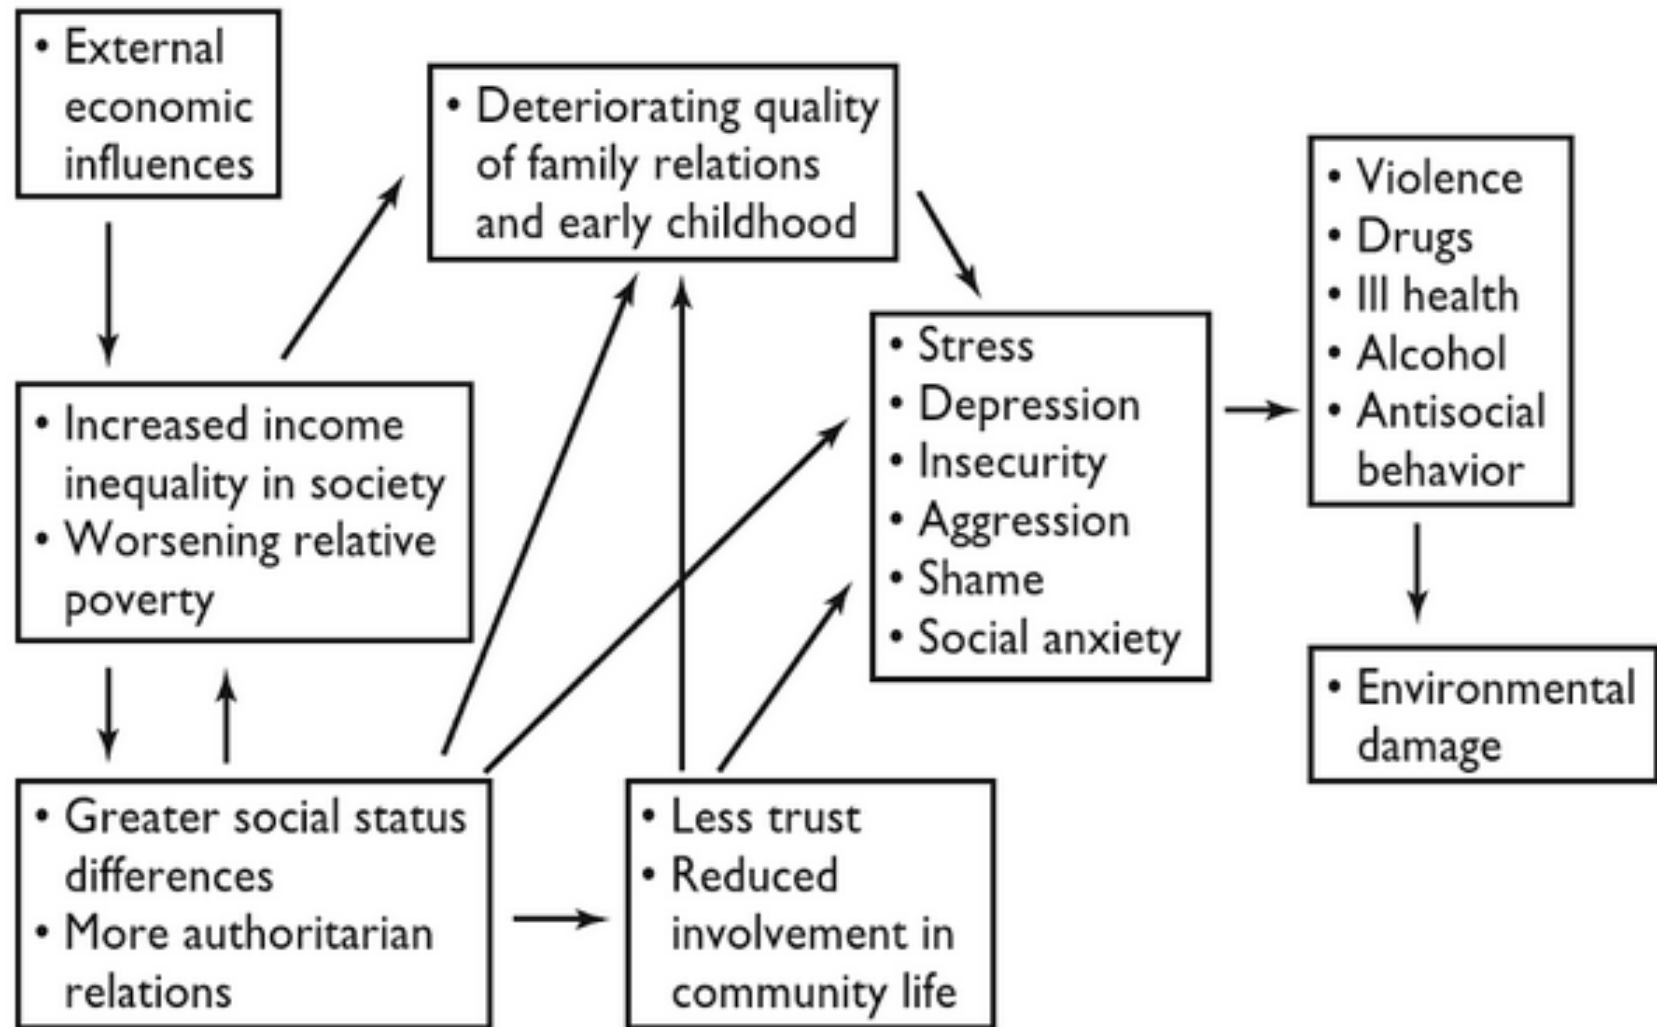 • External
economic
influences
• Deteriorating quality
of family relations
and early childhood
• Increased income
inequality in society
• Worsening relative
poverty
• Greater social status
differences
• More authoritarian
relations
• Less trust
• Reduced
involvement in
community life
• Stress
• Depression
• Insecurity
• Aggression
• Shame
• Social anxiety
• Violence
• Drugs
• Ill health
• Alcohol
• Antisocial
behavior
• Environmental
damage